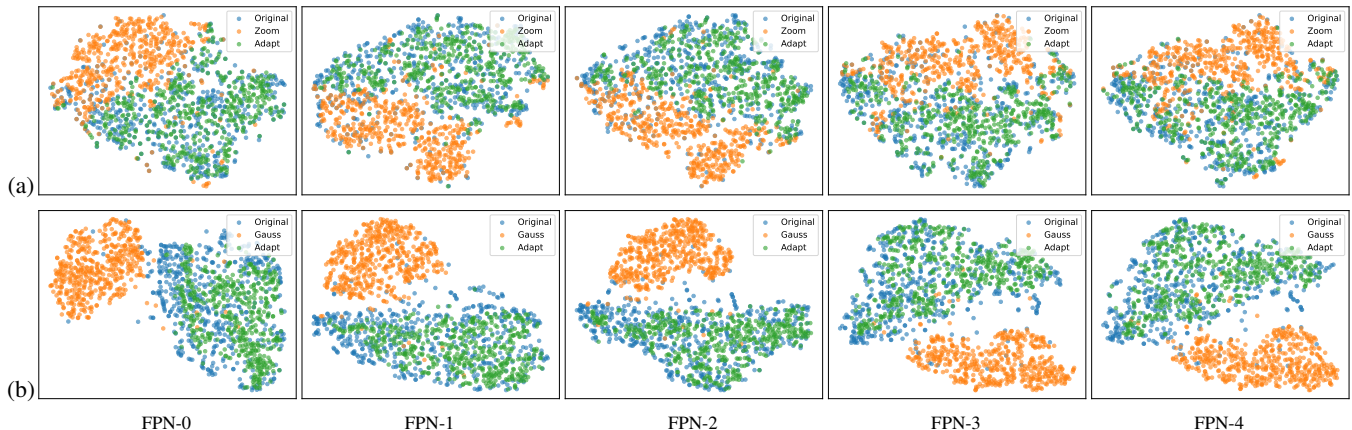 Original
Zoom
Adapt
Original
Zoom
Adapt
Original
Zoom
Adapt
Original
Zoom
Adapt
Original
Zoom
Adapt
(a)
Original
Gauss
Adapt
Original
Gauss
Adapt
Original
Gauss
Adapt
Original
Gauss
Adapt
Original
Gauss
Adapt
(b)
FPN-0 FPN-1 FPN-2 FPN-3 FPN-4